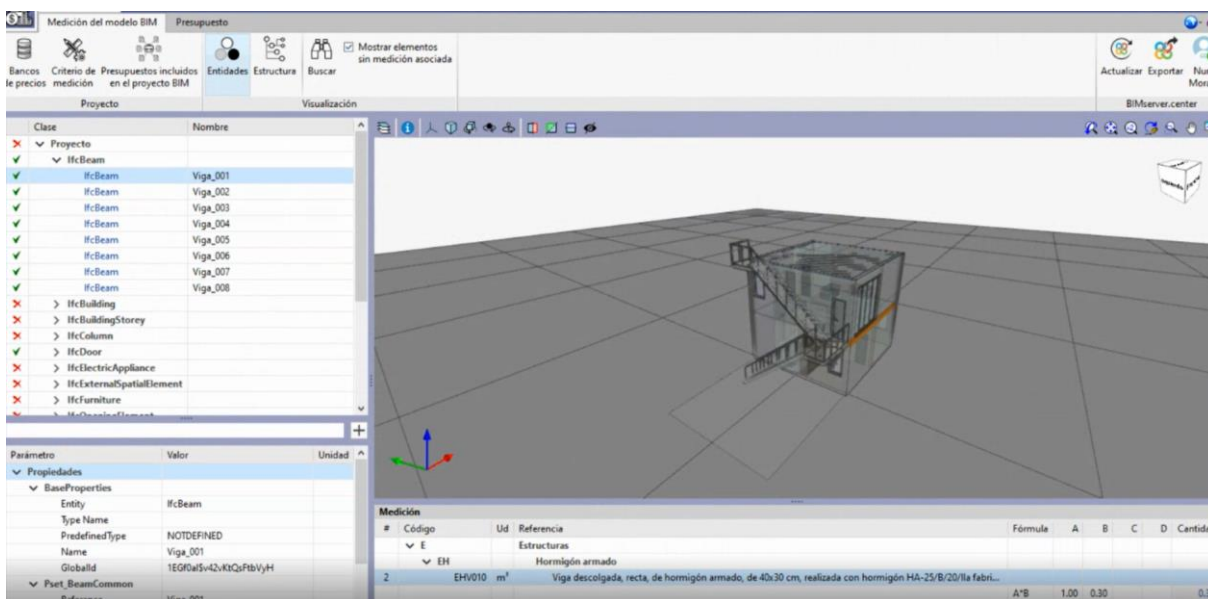 Medición del modelo BIM Presupuesto
Mostrar elementos
sin medición asociada
Bancos de precios
Criterio de medición
Presupuestos incluidos en el proyecto BIM
Entidades Estructura Buscar
Actualizar Exportar
Proyecto Visualización BIMserver.center
Clase Nombre
Proyecto
IfcBeam
IfcBeam Viga_001
IfcBeam Viga_002
IfcBeam Viga_003
IfcBeam Viga_004
IfcBeam Viga_005
IfcBeam Viga_006
IfcBeam Viga_007
IfcBeam Viga_008
IfcBuilding
IfcBuildingStorey
IfcColumn
IfcDoor
IfcElectricAppliance
IfcExternalSpatialElement
IfcFurniture
IfcOpeningElement
Parámetro Valor Unidad
Propiedades
BaseProperties
Entity IfcBeam
Type Name
PredefinedType NOTDEFINED
Name Viga_001
Pset_BeamCommon
Medición
# Código Ud Referencia Fórmula A B C D Cantid
E Estructuras
EH Hormigón armado
2 EHV010 m³ Viga descolgada, recta, de hormigón armado, de 40x30 cm, realizada con hormigón HA-25/B/20/IIa fabri...
A*B 1.00 0.30